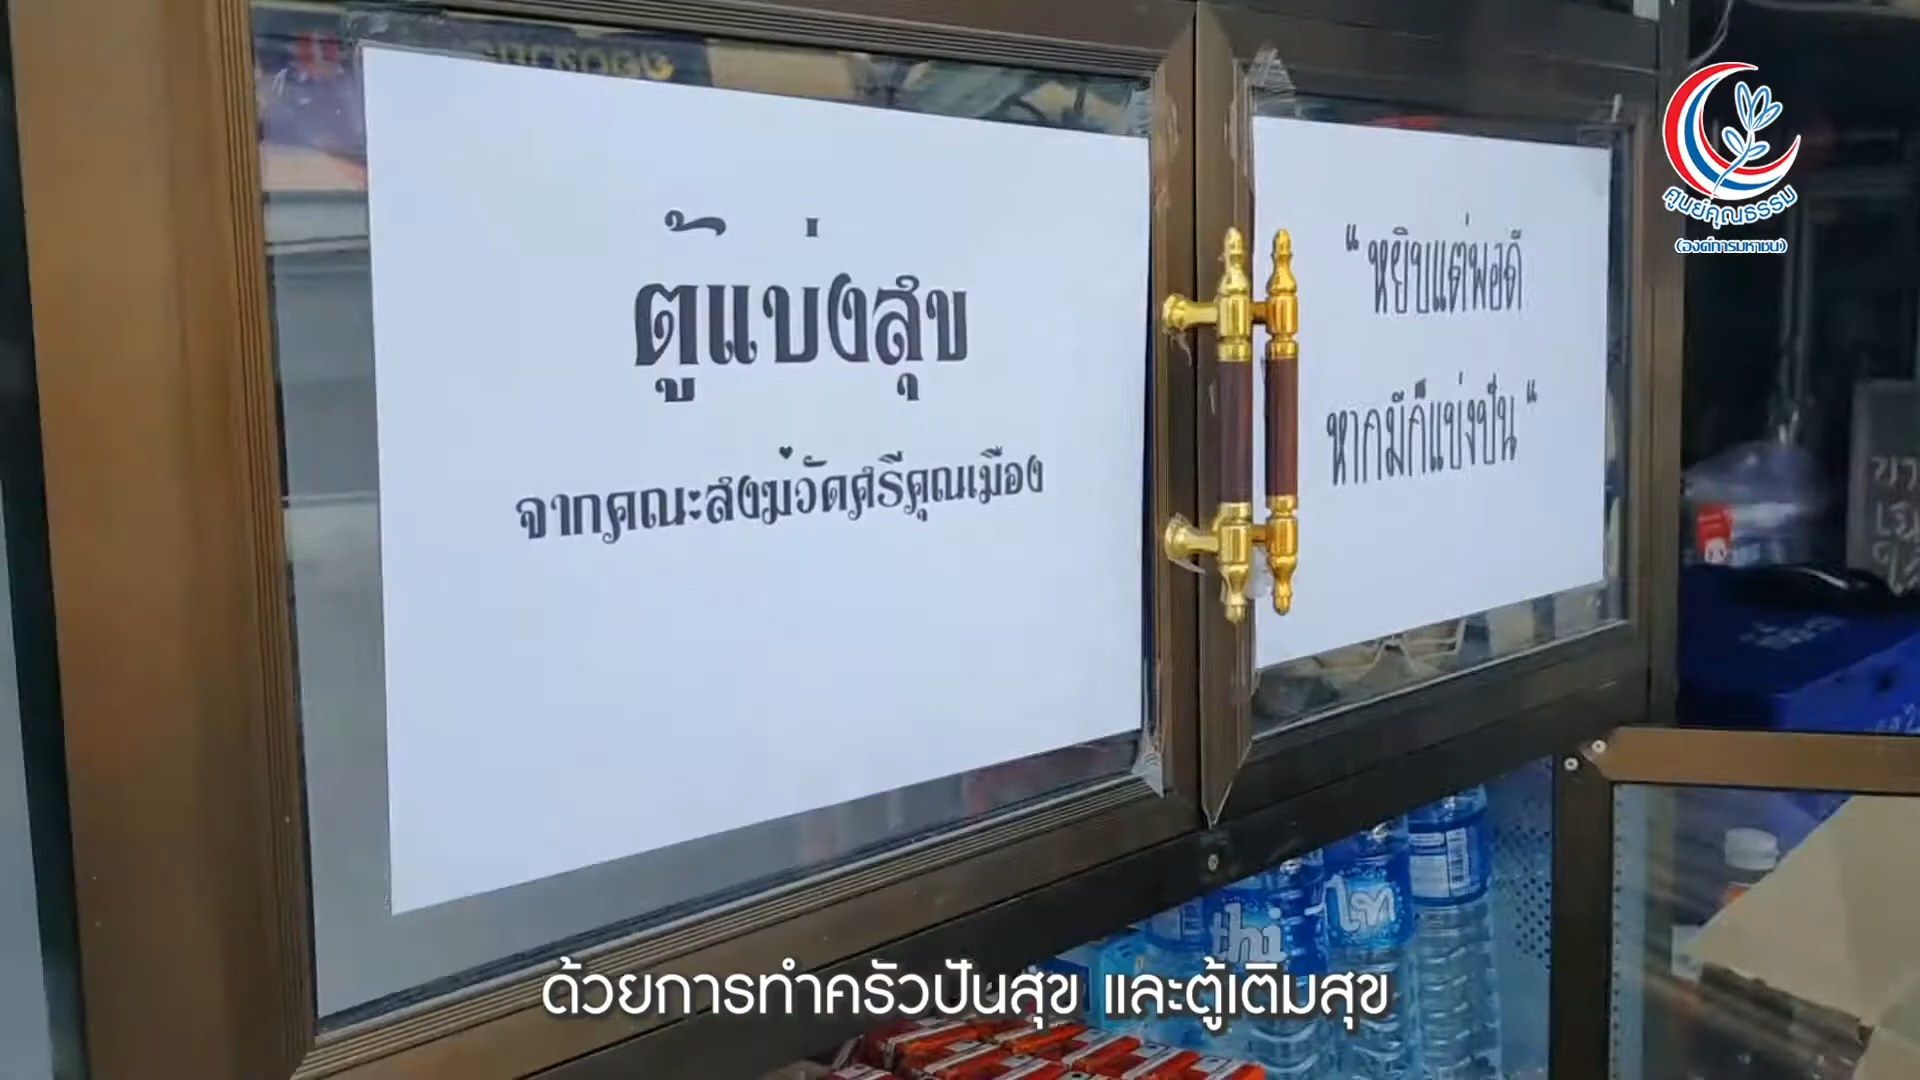 ตู้แบ่งสุข
จากคณะสงฆ์วัดศรีคุณเมือง
“ หยิบแต่พอดี
หากมีก็แบ่งปัน “
ศูนย์คุณธรรม
(องค์การมหาชน)
thi
ไท
ด้วยการทำครัวปันสุข และตู้เติมสุข